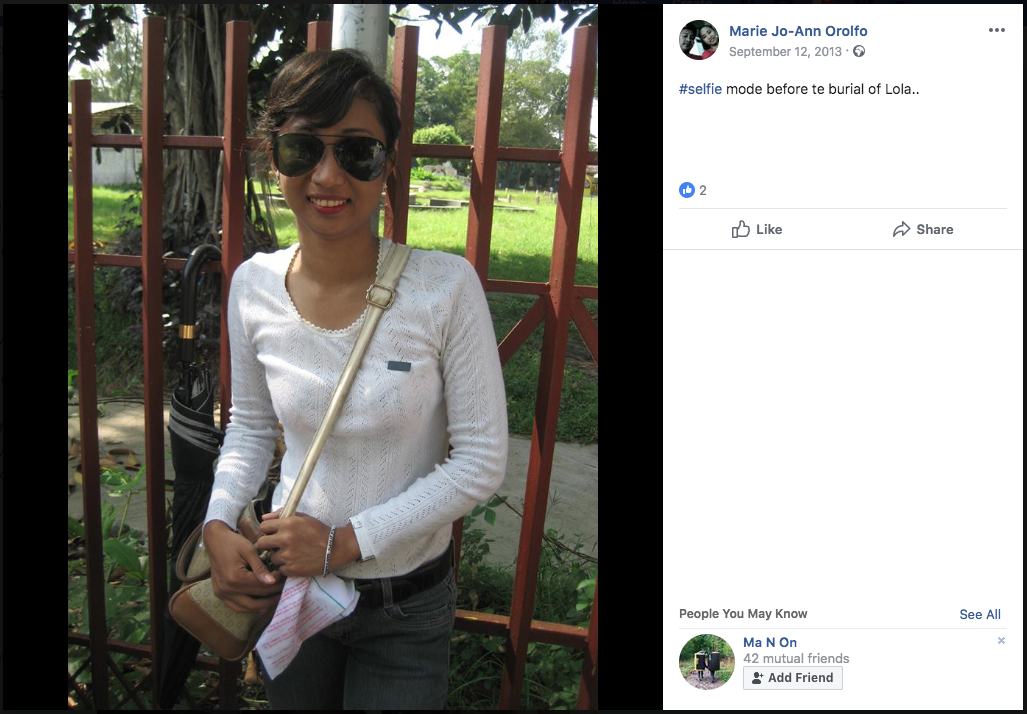 Marie Jo-Ann Orolfo
September 12, 2013 ·
#selfie mode before te burial of Lola..
2
Like
Share
People You May Know
See All
Ma N On
42 mutual friends
Add Friend